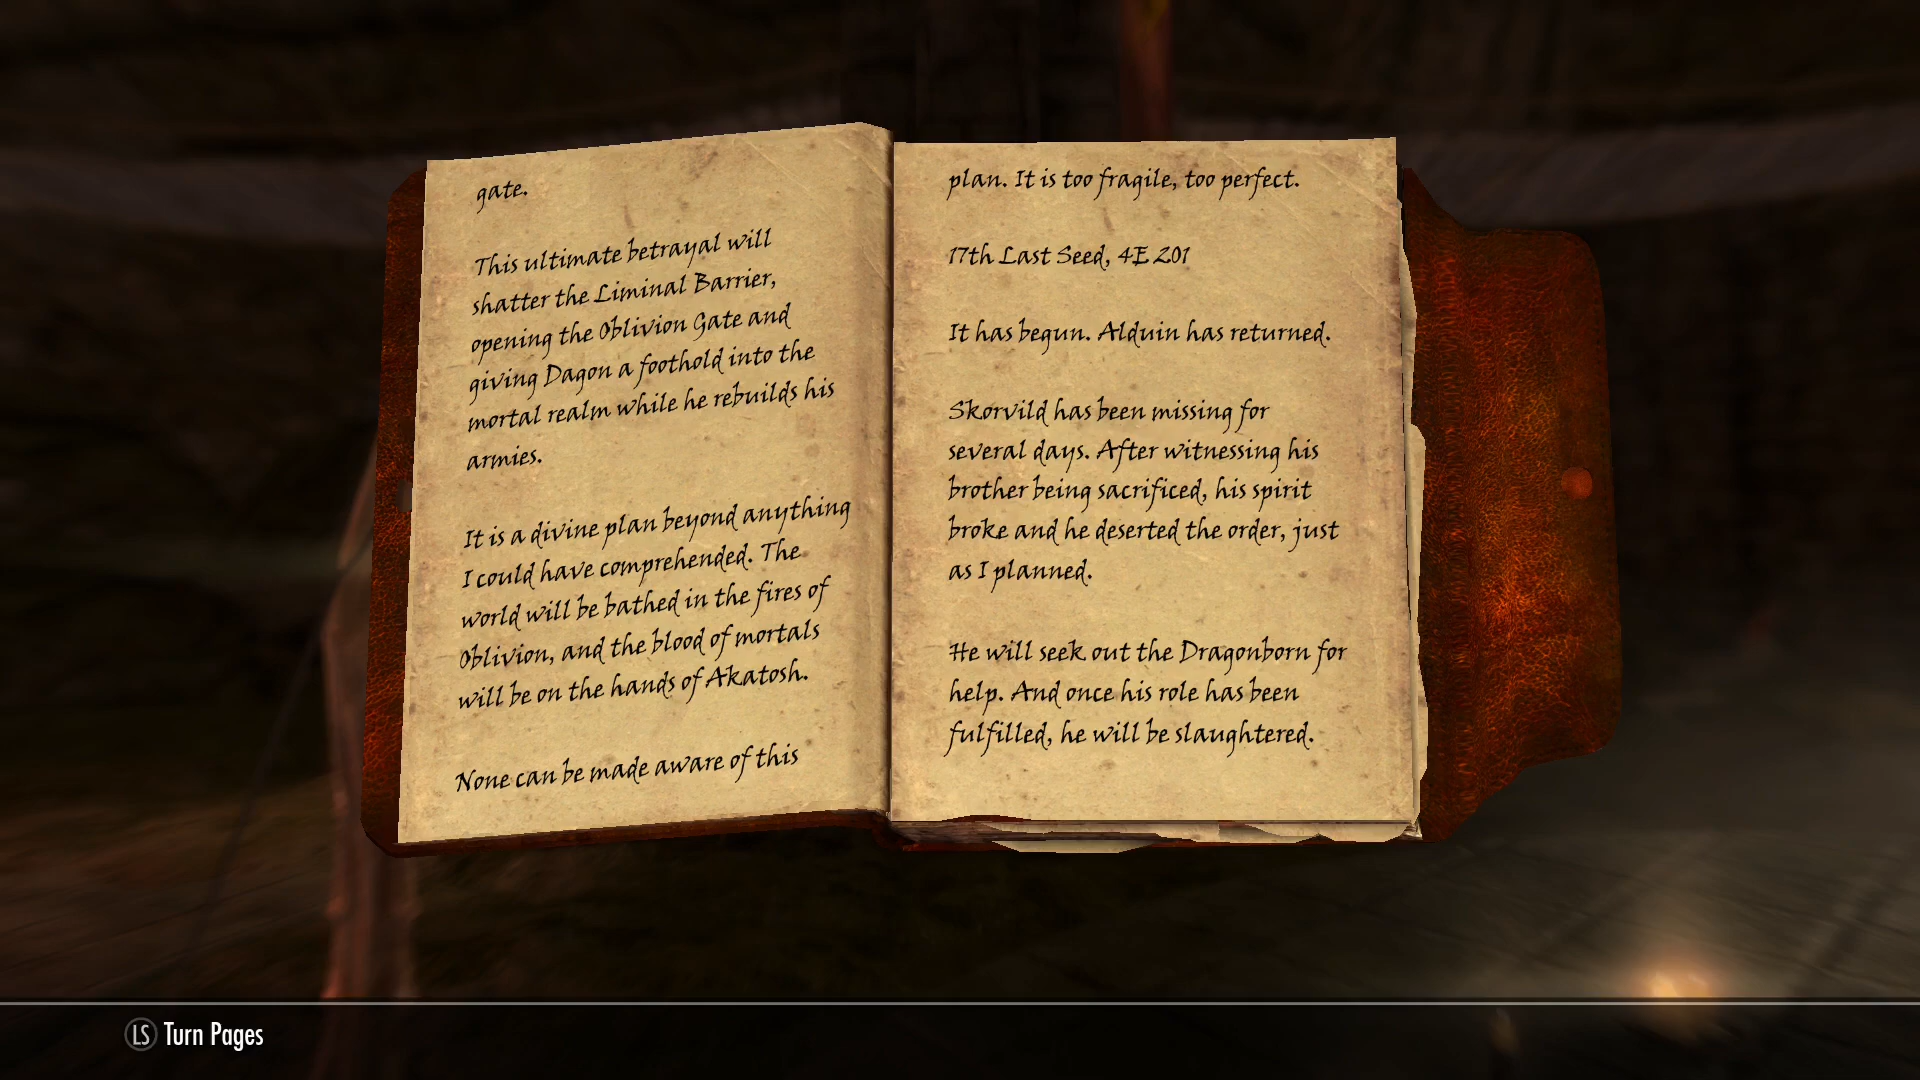 gate.
This ultimate betrayal will
shatter the Liminal Barrier,
opening the Oblivion Gate and
giving Dagon a foothold into the
mortal realm while he rebuilds his
armies.
It is a divine plan beyond anything
I could have comprehended. The
world will be bathed in the fires of
Oblivion, and the blood of mortals
will be on the hands of Akatosh.
None can be made aware of this
plan. It is too fragile, too perfect.
17th Last Seed, 4E 201
It has begun. Alduin has returned.
Skorvild has been missing for
several days. After witnessing his
brother being sacrificed, his spirit
broke and he deserted the order, just
as I planned.
He will seek out the Dragonborn for
help. And once his role has been
fulfilled, he will be slaughtered.
LS Turn Pages